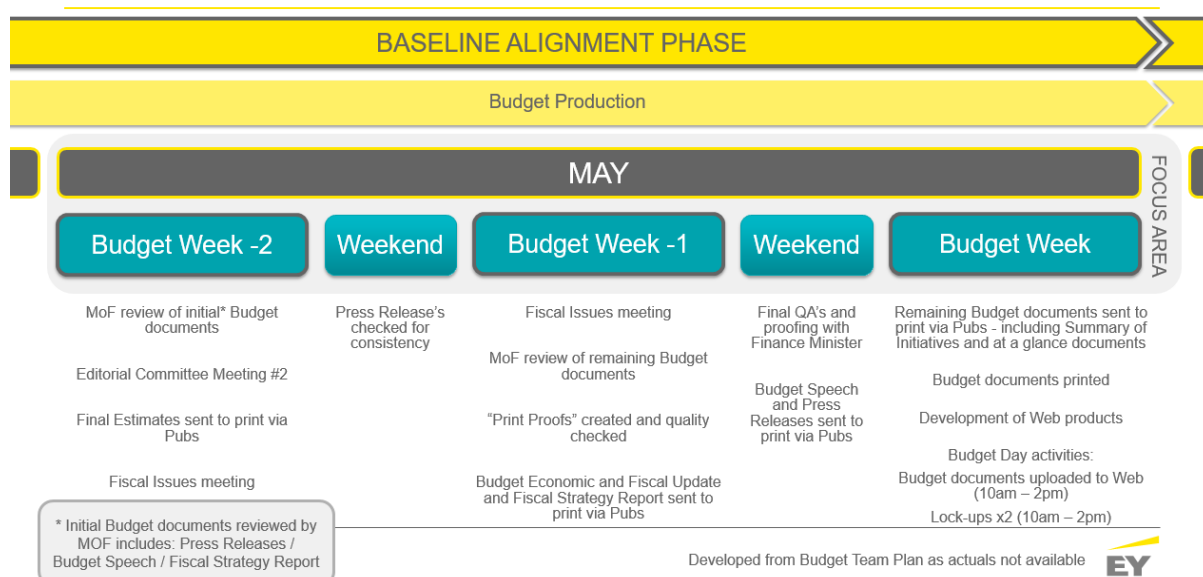 BASELINE ALIGNMENT PHASE
Budget Production
MAY
FOCUS AREA
Budget Week -2
Weekend
Budget Week -1
Weekend
Budget Week
MoF review of initial* Budget
documents
Editorial Committee Meeting #2
Final Estimates sent to print via
Pubs
Fiscal Issues meeting
Press Release's
checked for
consistency
Fiscal Issues meeting
MoF review of remaining Budget
documents
“Print Proofs” created and quality
checked
Budget Economic and Fiscal Update
and Fiscal Strategy Report sent to
print via Pubs
Final QA's and
proofing with
Finance Minister
Budget Speech
and Press
Releases sent to
print via Pubs
Remaining Budget documents sent to
print via Pubs - including Summary of
Initiatives and at a glance documents
Budget documents printed
Development of Web products
Budget Day activities:
Budget documents uploaded to Web
(10am – 2pm)
Lock-ups x2 (10am – 2pm)
* Initial Budget documents reviewed by
MOF includes: Press Releases /
Budget Speech / Fiscal Strategy Report
Developed from Budget Team Plan as actuals not available
EY